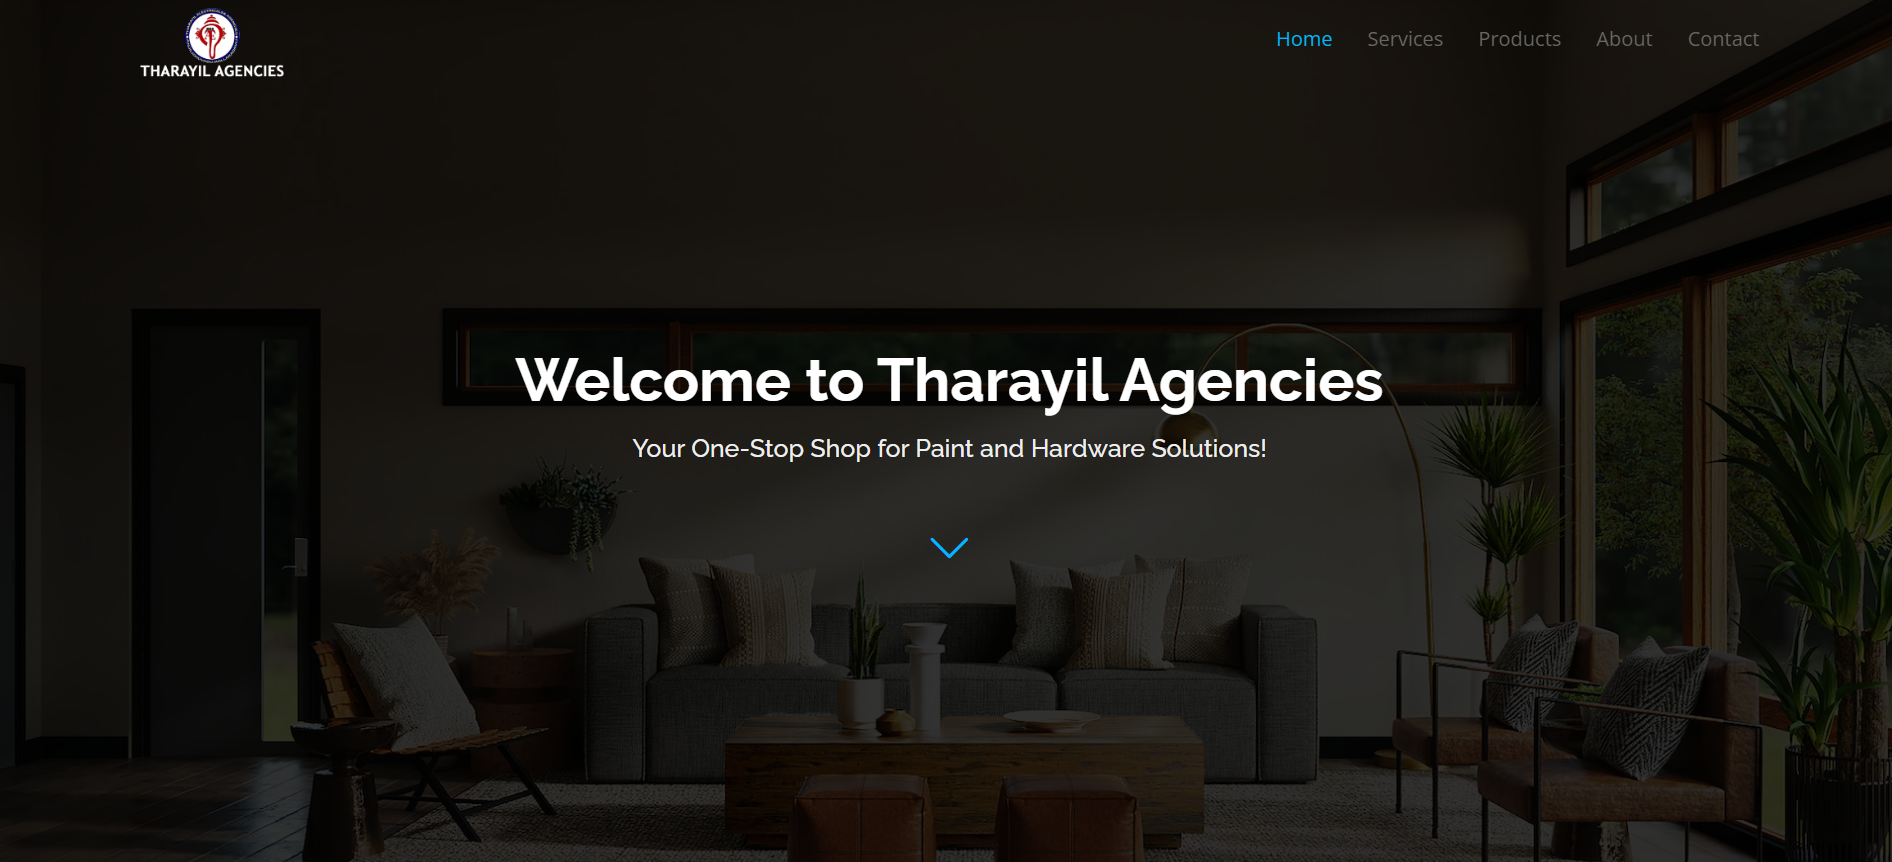 THARAYIL AGENCIES
Home Services Products About Contact
Welcome to Tharayil Agencies
Your One-Stop Shop for Paint and Hardware Solutions!